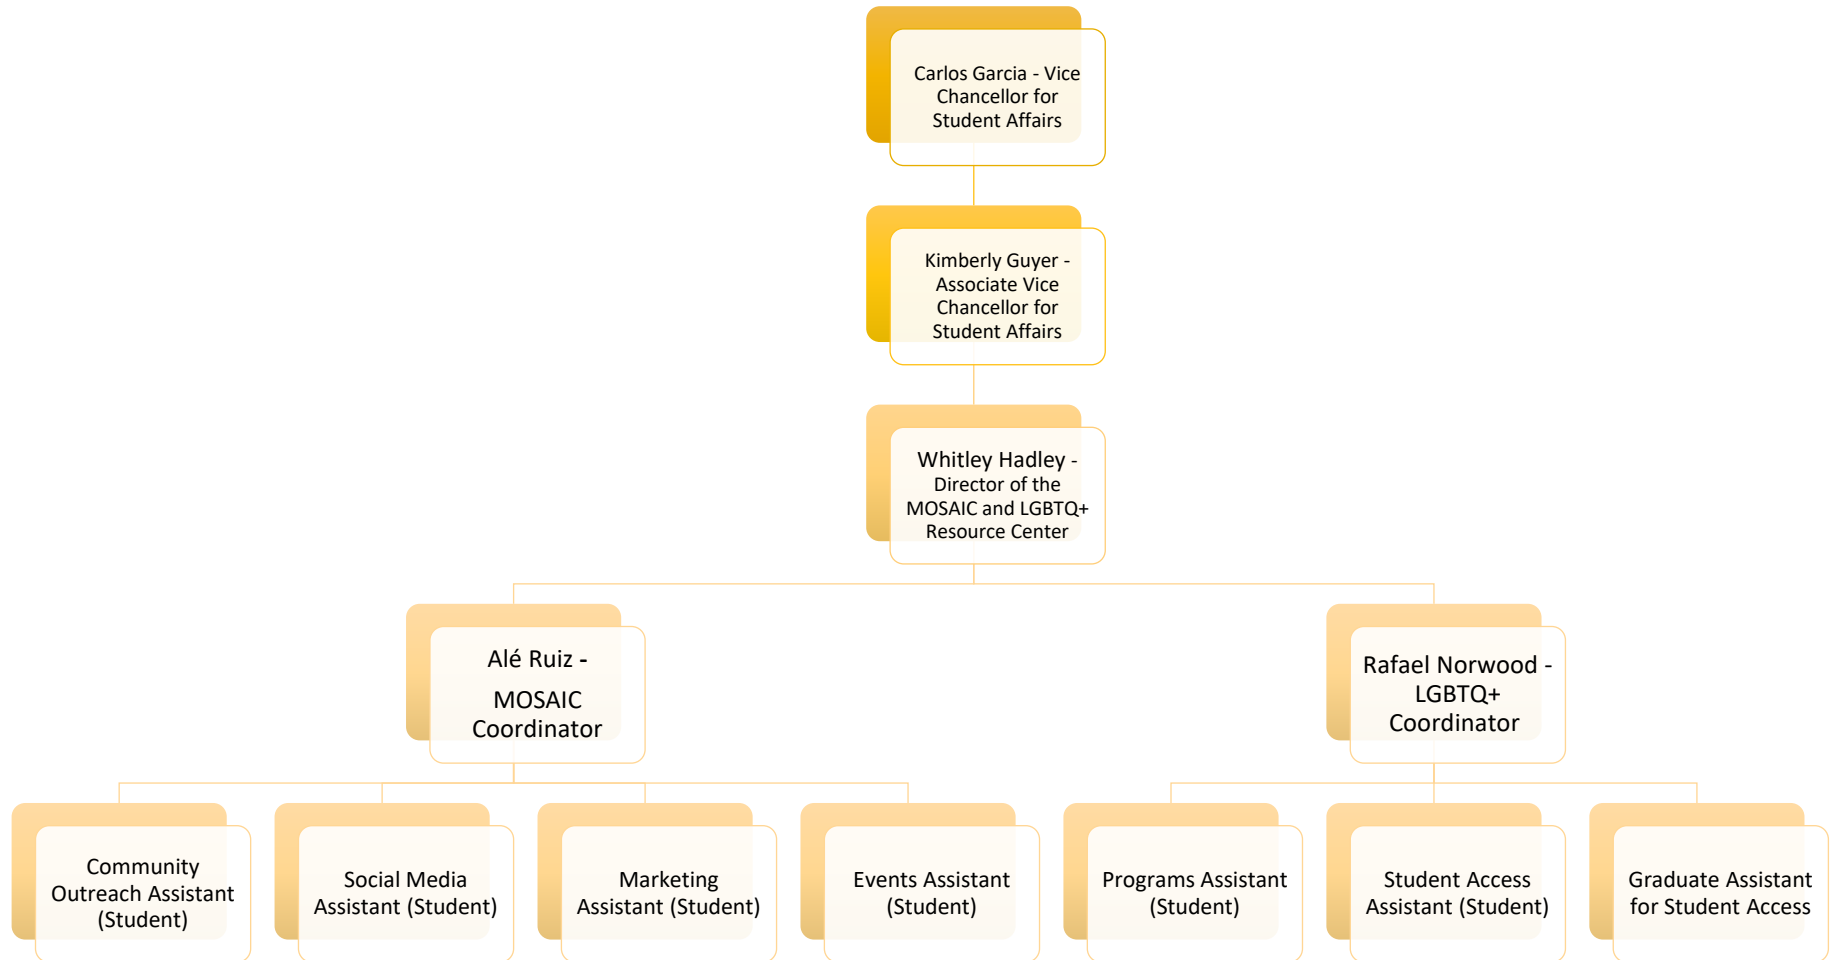 Carlos Garcia - Vice
Chancellor for
Student Affairs
Kimberly Guyer -
Associate Vice
Chancellor for
Student Affairs
Whitley Hadley -
Director of the
MOSAIC and LGBTQ+
Resource Center
Alé Ruiz -
MOSAIC
Coordinator
Rafael Norwood -
LGBTQ+
Coordinator
Community
Outreach Assistant
(Student)
Social Media
Assistant (Student)
Marketing
Assistant (Student)
Events Assistant
(Student)
Programs Assistant
(Student)
Student Access
Assistant (Student)
Graduate Assistant
for Student Access